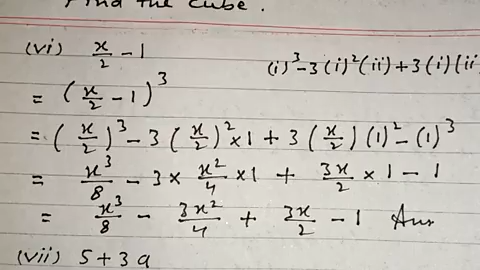 Find the cube.
(vi) x/2 - 1
(i)³-3(i)²(ii)+3(i)(ii
= (x/2 - 1)³
= (x/2)³ - 3(x/2)²×1 + 3(x/2)(1)² - (1)³
= x³/8 - 3× x²/4 ×1 + 3x/2 × 1 - 1
= x³/8 - 3x²/4 + 3x/2 - 1 Ans
(vii) 5+3a